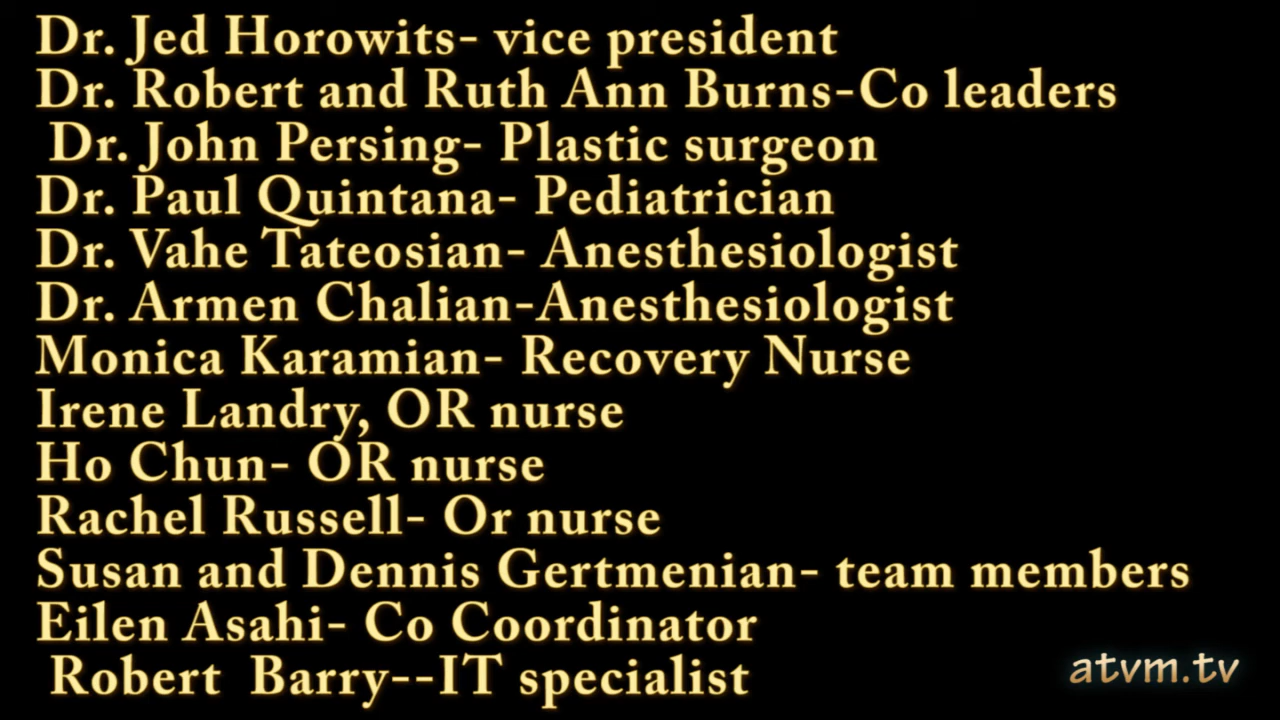 Dr. Jed Horowits- vice president
Dr. Robert and Ruth Ann Burns-Co leaders
Dr. John Persing- Plastic surgeon
Dr. Paul Quintana- Pediatrician
Dr. Vahe Tateosian- Anesthesiologist
Dr. Armen Chalian-Anesthesiologist
Monica Karamian- Recovery Nurse
Irene Landry, OR nurse
Ho Chun- OR nurse
Rachel Russell- Or nurse
Susan and Dennis Gertmenian- team members
Eilen Asahi- Co Coordinator
Robert  Barry--IT specialist
atvm.tv